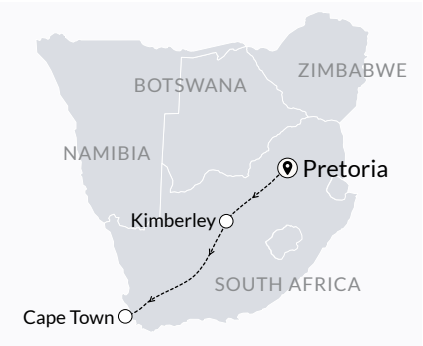 ZIMBABWE
BOTSWANA
NAMIBIA
Pretoria
Kimberley
SOUTH AFRICA
Cape Town